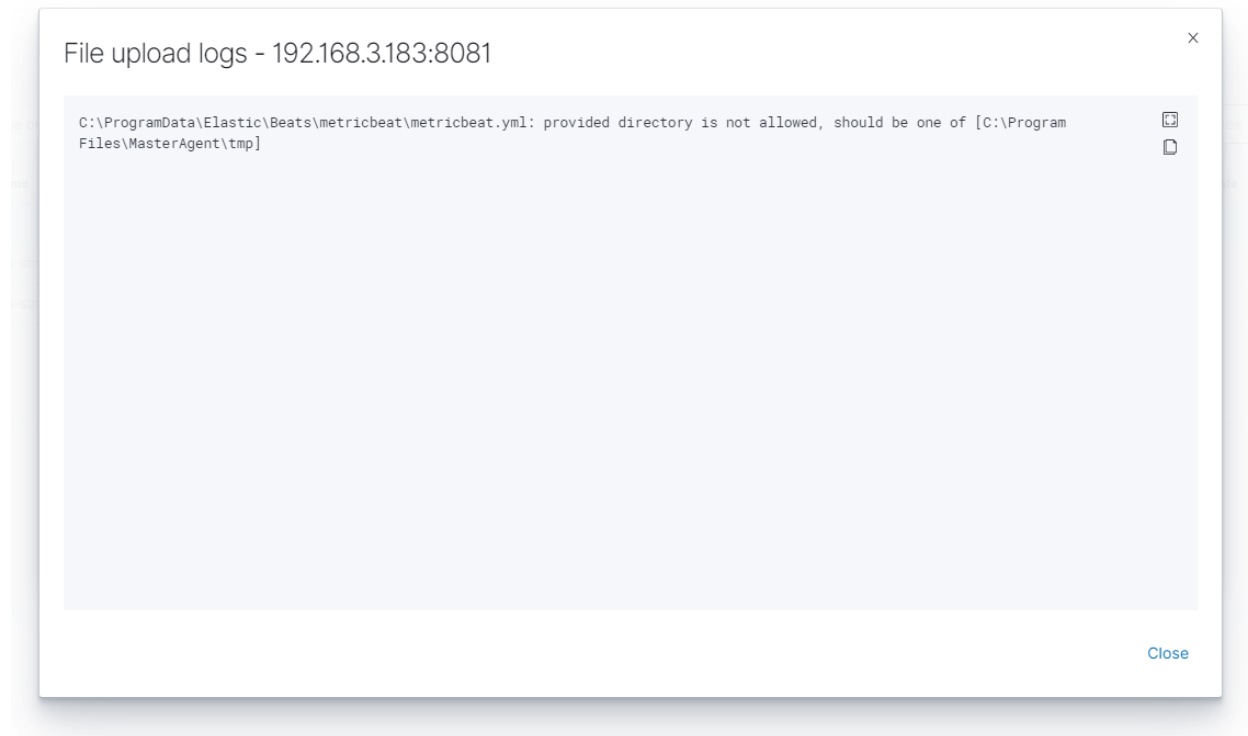 File upload logs - 192.168.3.183:8081
C:\ProgramData\Elastic\Beats\metricbeat\metricbeat.yml: provided directory is not allowed, should be one of [C:\Program
Files\MasterAgent\tmp]
Close